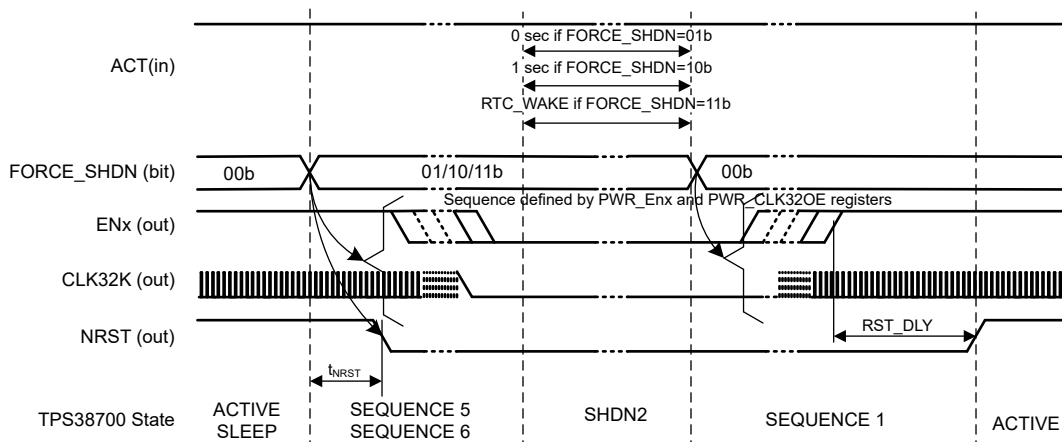 0 sec if FORCE_SHDN=01b
ACT(in)
1 sec if FORCE_SHDN=10b
RTC_WAKE if FORCE_SHDN=11b
FORCE_SHDN (bit)
00b
01/10/11b
00b
Sequence defined by PWR_Enx and PWR_CLK32OE registers
ENx (out)
CLK32K (out)
NRST (out)
RST_DLY
tNRST
TPS38700 State
ACTIVE
SLEEP
SEQUENCE 5
SEQUENCE 6
SHDN2
SEQUENCE 1
ACTIVE